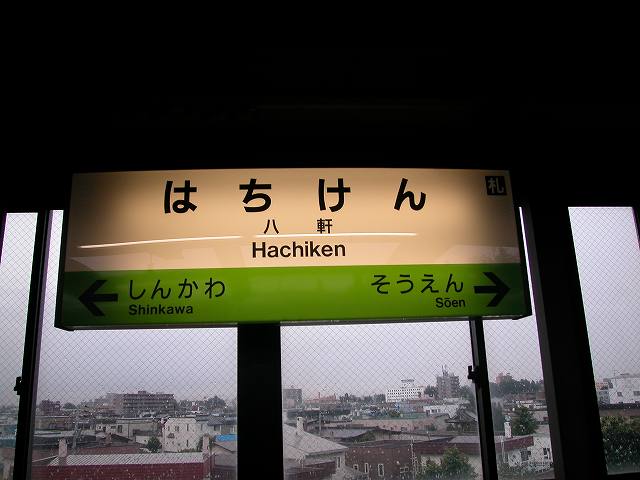 はちけん
札
八軒
Hachiken
しんかわ
Shinkawa
そうえん
Sōen